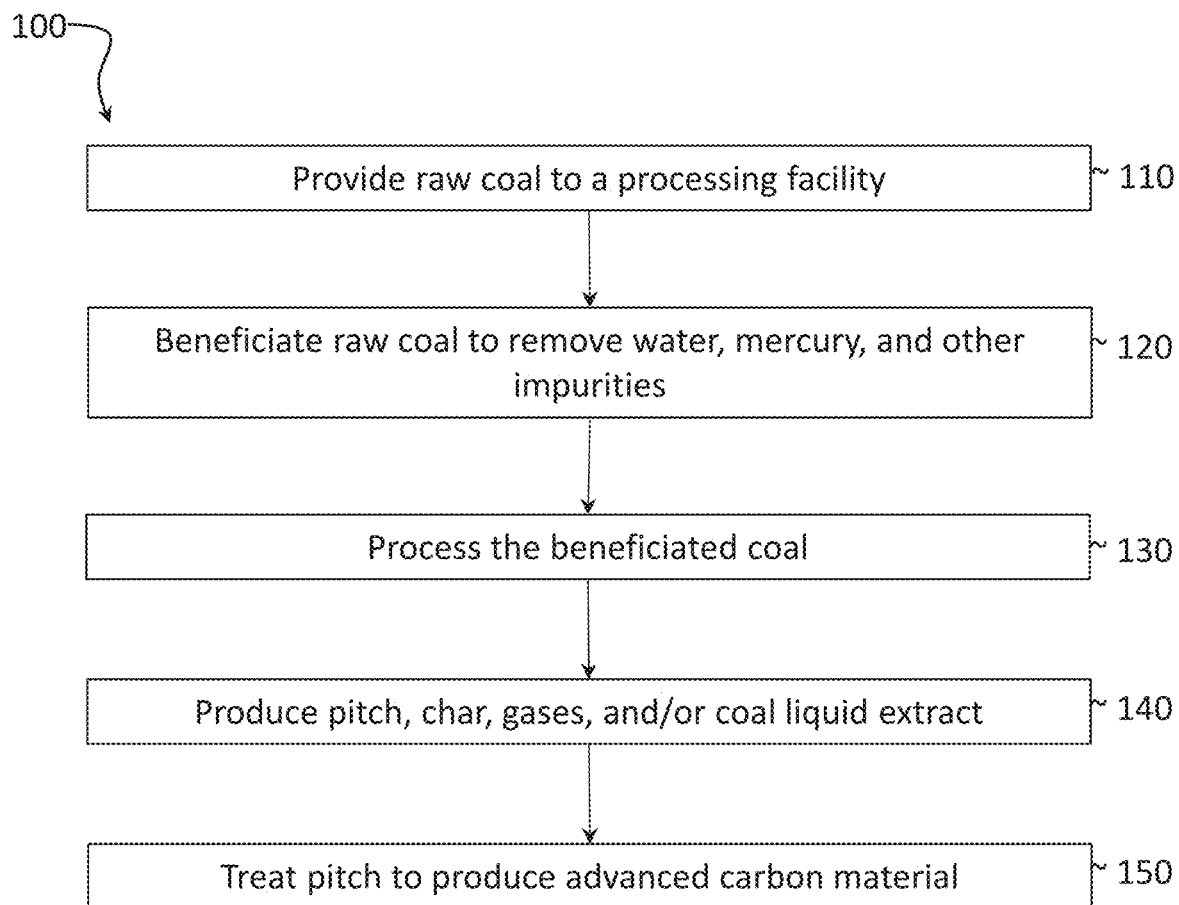 100
Provide raw coal to a processing facility
110
Beneficiate raw coal to remove water, mercury, and other
impurities
120
Process the beneficiated coal
130
Produce pitch, char, gases, and/or coal liquid extract
140
Treat pitch to produce advanced carbon material
150